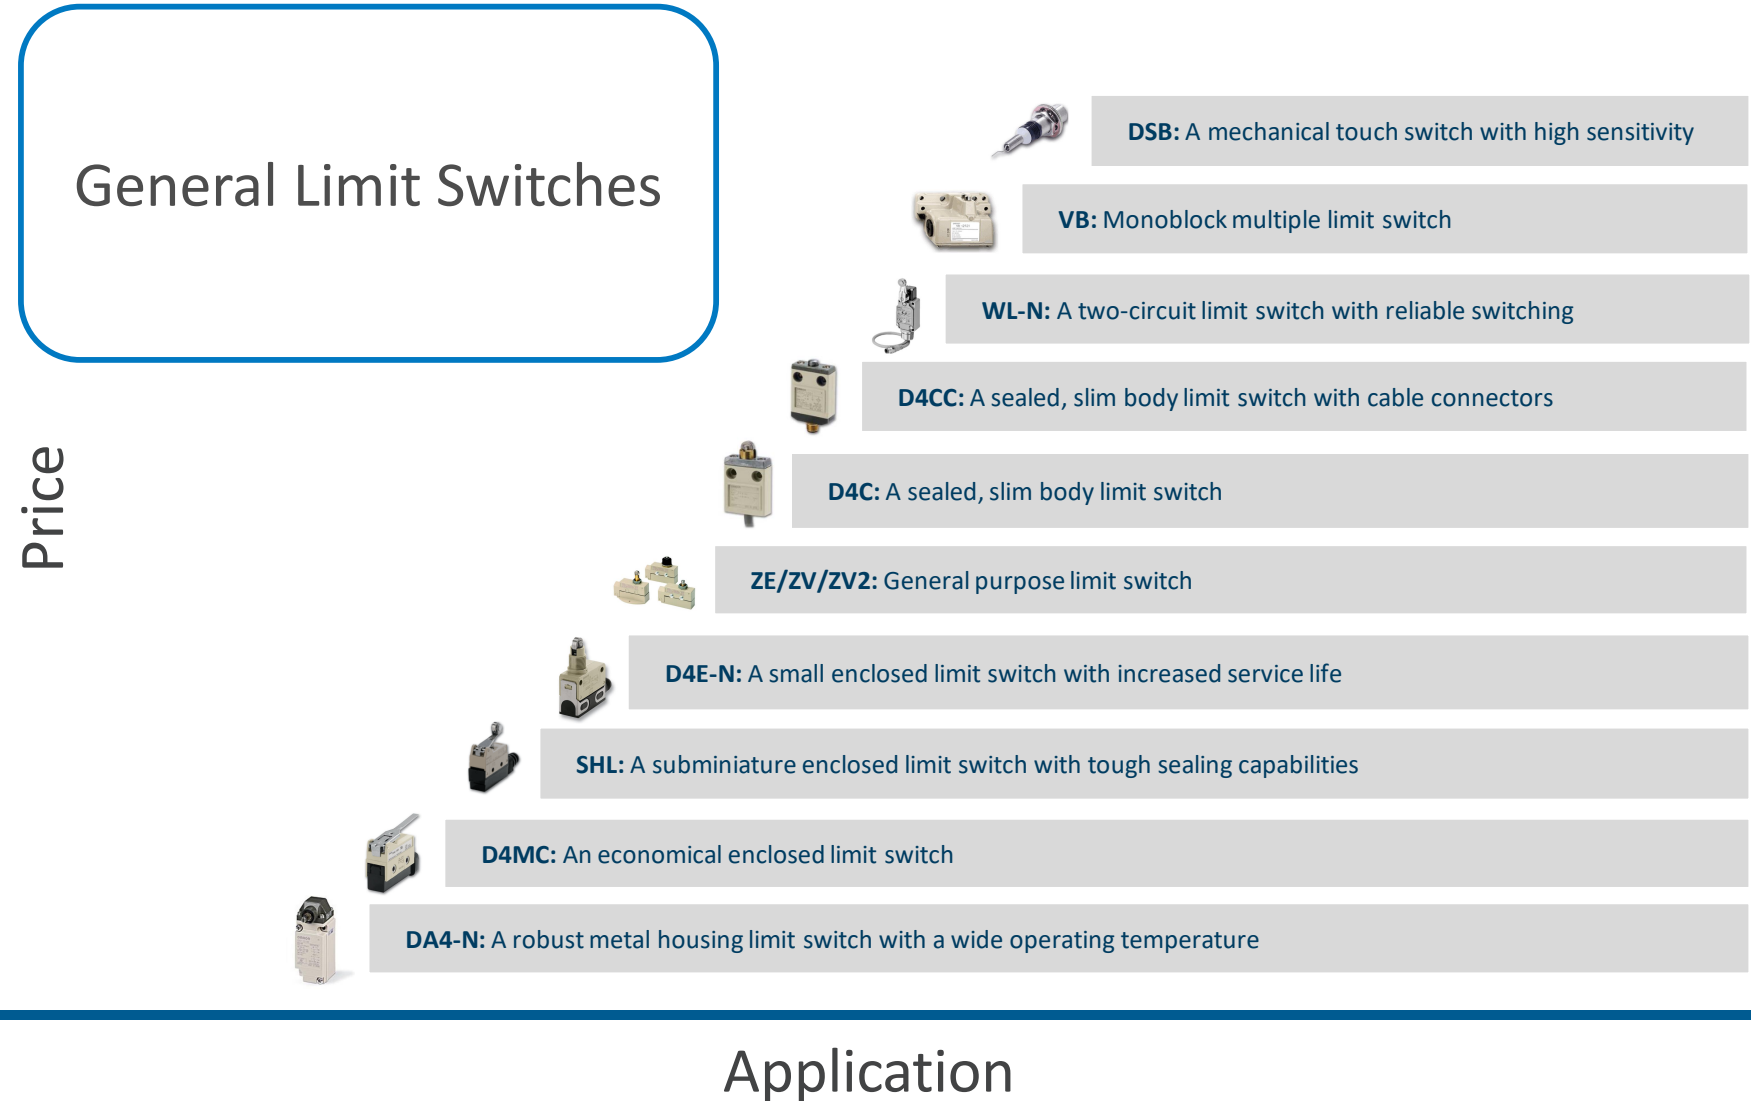 General Limit Switches
DSB: A mechanical touch switch with high sensitivity
VB: Monoblock multiple limit switch
WL-N: A two-circuit limit switch with reliable switching
D4CC: A sealed, slim body limit switch with cable connectors
D4C: A sealed, slim body limit switch
Price
ZE/ZV/ZV2: General purpose limit switch
D4E-N: A small enclosed limit switch with increased service life
SHL: A subminiature enclosed limit switch with tough sealing capabilities
D4MC: An economical enclosed limit switch
DA4-N: A robust metal housing limit switch with a wide operating temperature
Application